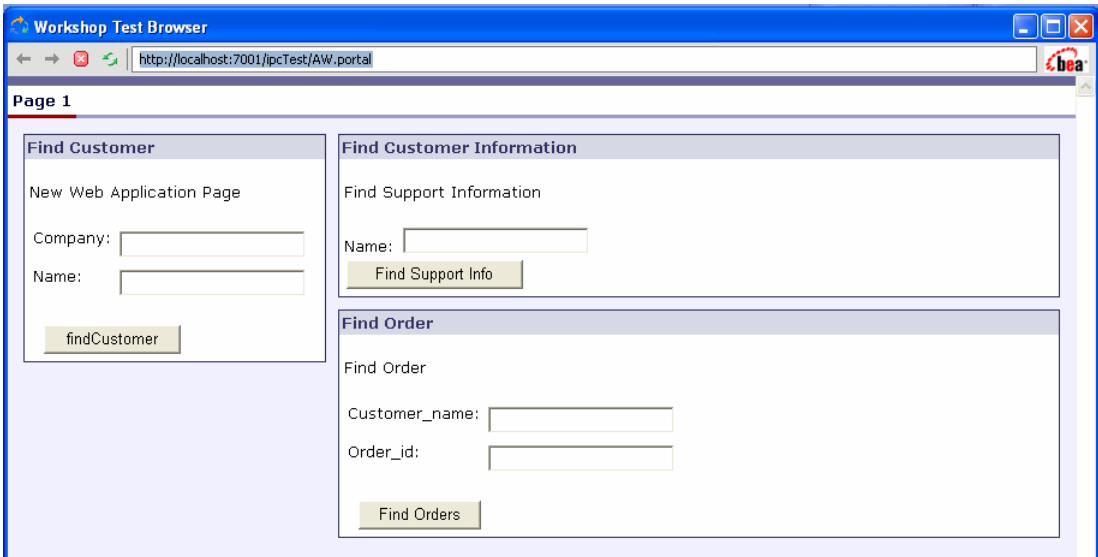 Workshop Test Browser
http://localhost:7001/ipcTest/AW.portal
bea
Page 1
Find Customer
New Web Application Page
Company:
Name:
findCustomer
Find Customer Information
Find Support Information
Name:
Find Support Info
Find Order
Find Order
Customer_name:
Order_id:
Find Orders